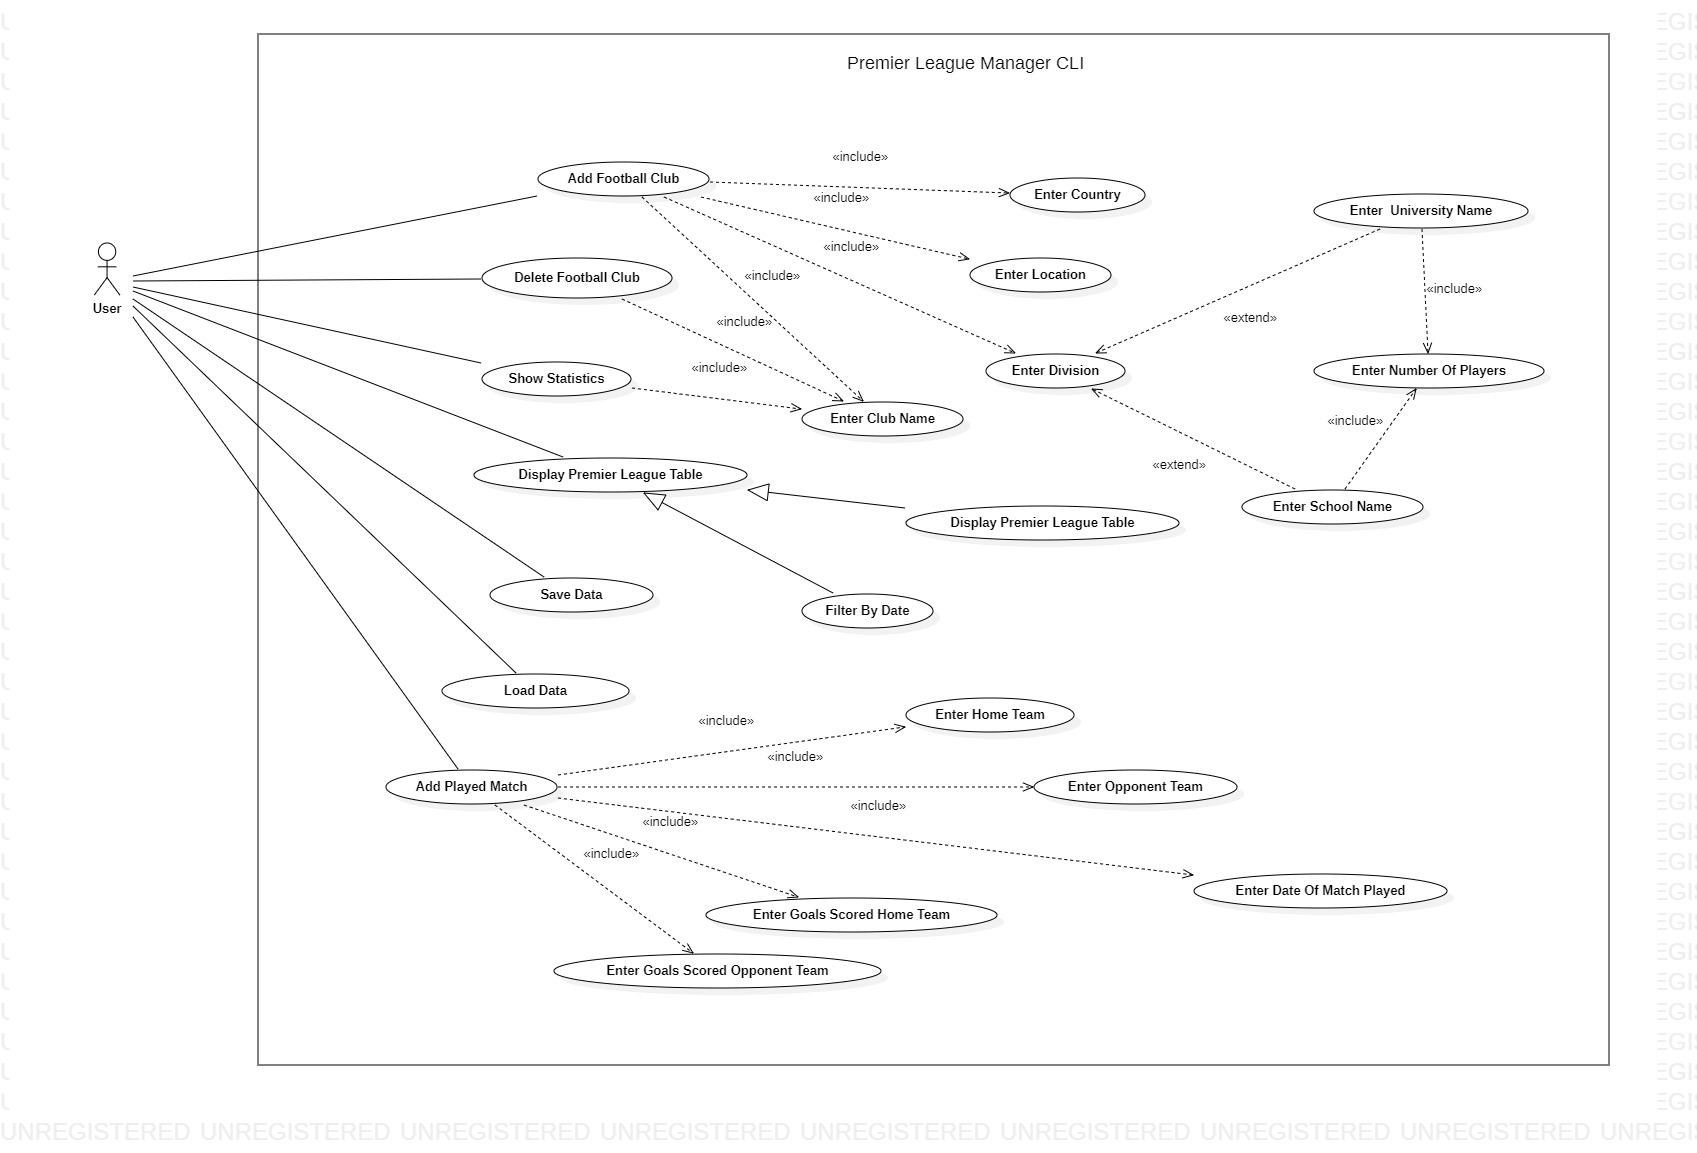 Premier League Manager CLI
«include»
Add Football Club
Enter Country
«include»
Enter  University Name
«include»
Delete Football Club
«include»
Enter Location
«include»
User
«include»
«extend»
«include»
Show Statistics
Enter Division
Enter Number Of Players
Enter Club Name
«include»
«extend»
Display Premier League Table
Enter School Name
Display Premier League Table
Save Data
Filter By Date
Load Data
Enter Home Team
«include»
«include»
Add Played Match
Enter Opponent Team
«include»
«include»
«include»
Enter Date Of Match Played
Enter Goals Scored Home Team
Enter Goals Scored Opponent Team
UNREGISTERED UNREGISTERED UNREGISTERED UNREGISTERED UNREGISTERED UNREGISTERED UNREGISTERED UNREGISTERED UNREGIS